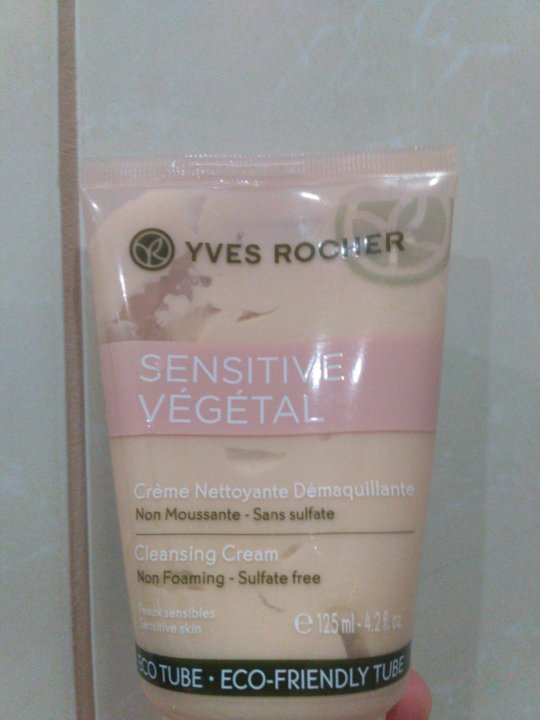 YVES ROCHER
SENSITIVE
VÉGÉTAL
Crème Nettoyante Démaquillante
Non Moussante - Sans sulfate
Cleansing Cream
Non Foaming - Sulfate free
Peaux sensibles
Sensitive skin
℮ 125 ml - 4.2 fl. oz.
ECO TUBE • ECO-FRIENDLY TUBE